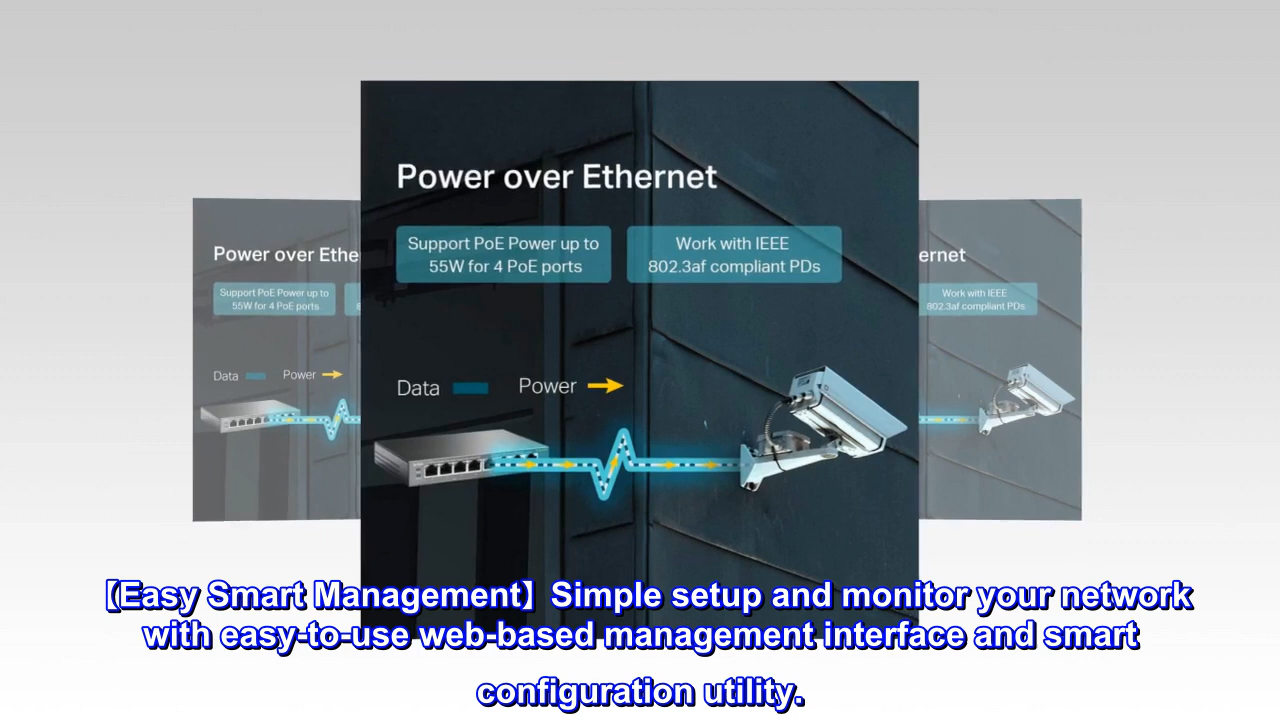 Power over Ethernet
Support PoE Power up to
55W for 4 PoE ports
Work with IEEE
802.3af compliant PDs
Data
Power
Power over Ethe
Support PoE Power up to
55W for 4 PoE ports
8
Data
Power
ernet
Work with IEEE
802.3af compliant PDs
【Easy Smart Management】Simple setup and monitor your network
with easy-to-use web-based management interface and smart
configuration utility.